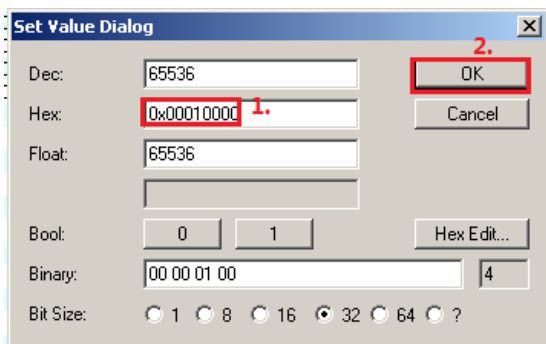 Set Value Dialog
2.
Dec: 65536 OK
Hex: 0x00010000 1. Cancel
Float: 65536
Bool: 0 1 Hex Edit...
Binary: 00 00 01 00 4
Bit Size: 1 8 16 32 64 ?